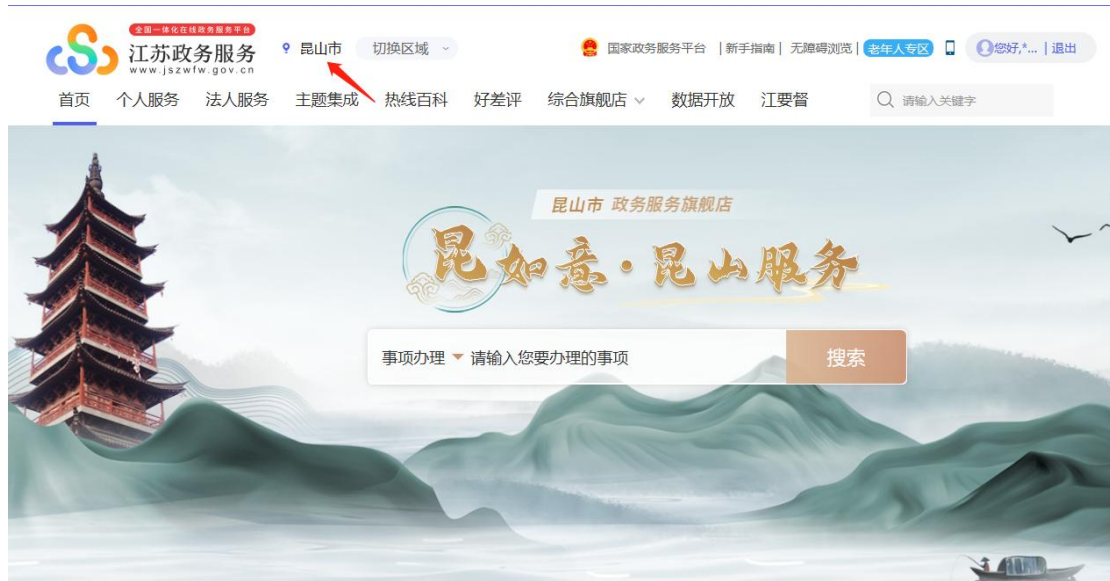 全国一体化在线政务服务平台
江苏政务服务
www.jszwfw.gov.cn
昆山市 切换区域 国家政务服务平台 |新手指南| 无障碍浏览| 老年人专区 您好,*... | 退出
首页 个人服务 法人服务 主题集成 热线百科 好差评 综合旗舰店 数据开放 江要督 请输入关键字
昆山市 政务服务旗舰店
昆如意·昆山服务
事项办理 请输入您要办理的事项 搜索